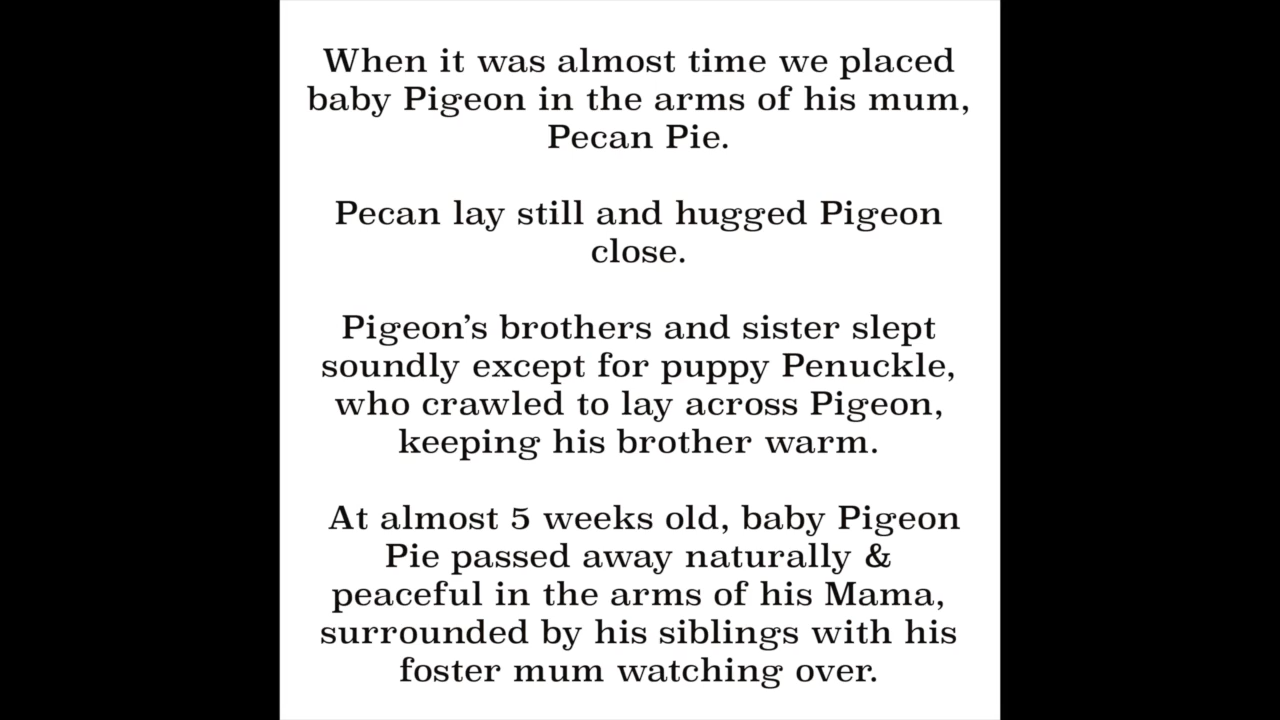 When it was almost time we placed
baby Pigeon in the arms of his mum,
Pecan Pie.
Pecan lay still and hugged Pigeon
close.
Pigeon’s brothers and sister slept
soundly except for puppy Penuckle,
who crawled to lay across Pigeon,
keeping his brother warm.
At almost 5 weeks old, baby Pigeon
Pie passed away naturally &
peaceful in the arms of his Mama,
surrounded by his siblings with his
foster mum watching over.